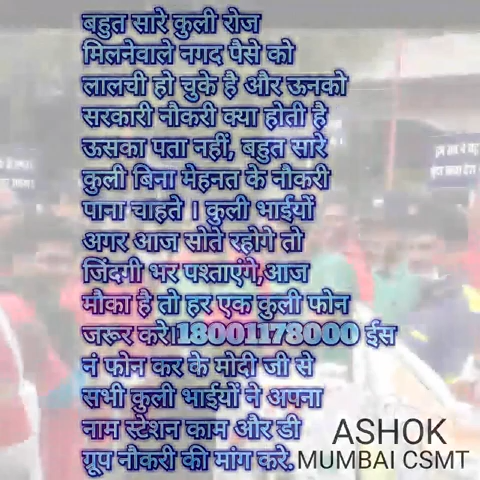 बहुत सारे कुली रोज
मिलनेवाले नगद पैसे को
लालची हो चुके है और ऊनको
सरकारी नौकरी क्या होती है
ऊसका पता नहीं, बहुत सारे
कुली बिना मेहनत के नौकरी
पाना चाहते । कुली भाईयों
अगर आज सोते रहोगे तो
जिंदगी भर पश्ताएंगे,आज
मौका है तो हर एक कुली फोन
जरूर करे।18001178000 ईस
नं फोन कर के मोदी जी से
सभी कुली भाईयों ने अपना
नाम स्टेशन काम और डी
ग्रूप नौकरी की मांग करे.
ASHOK
MUMBAI CSMT